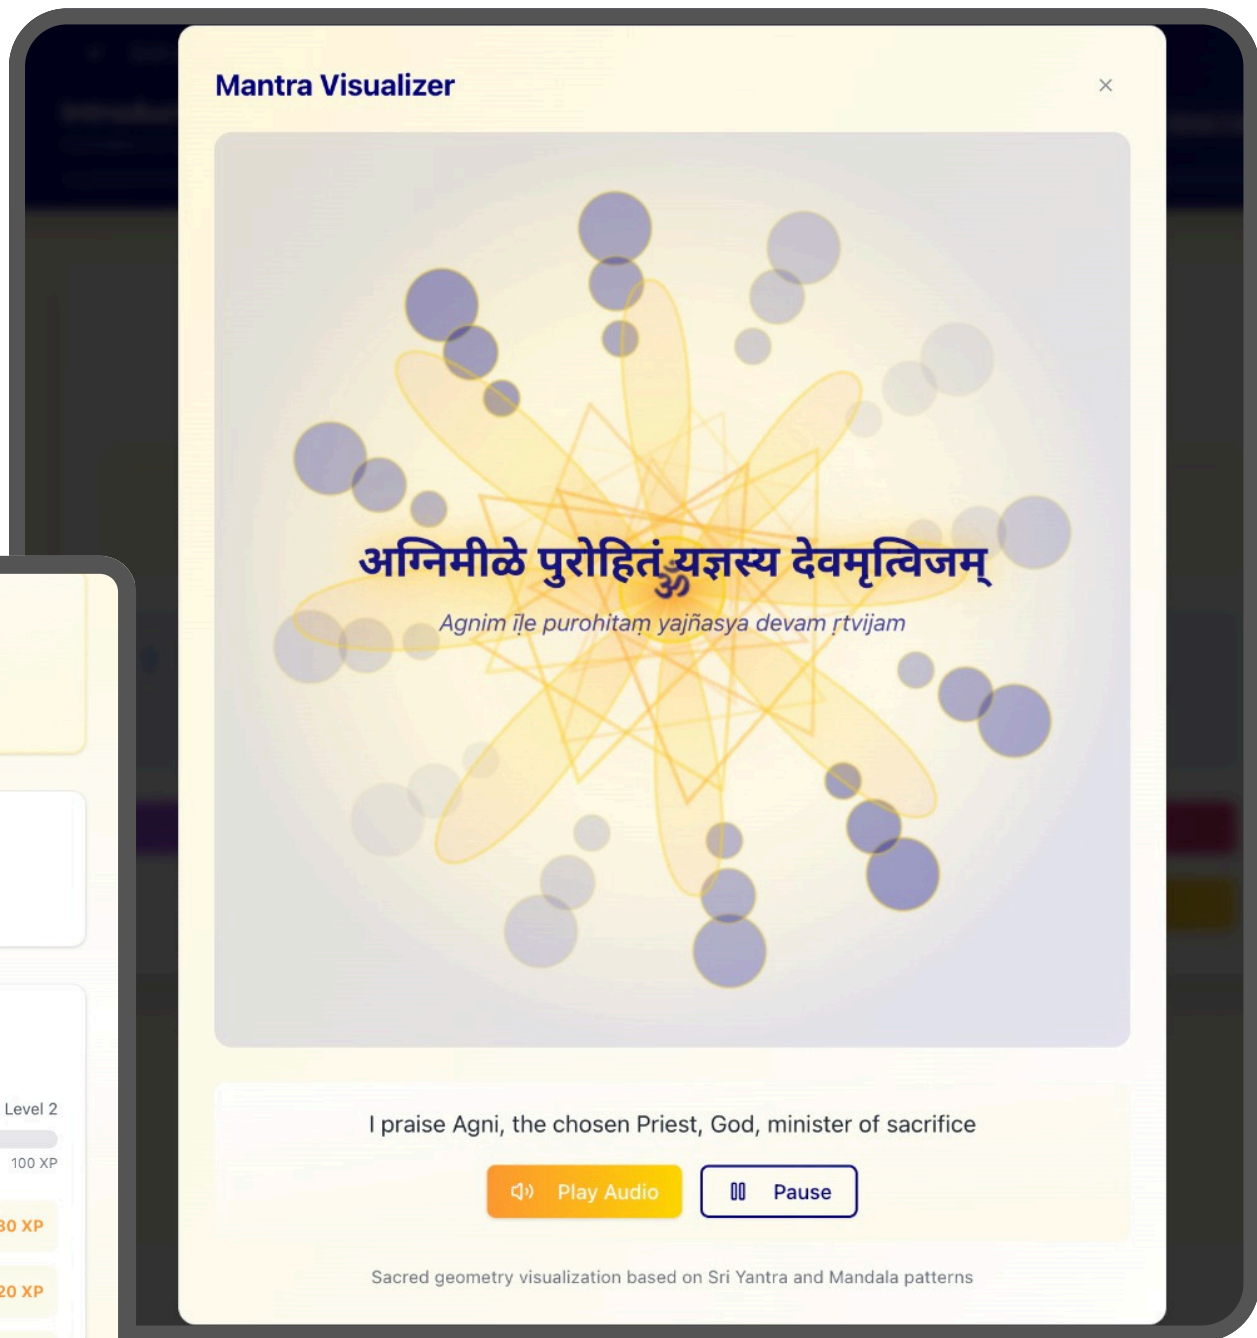 Mantra Visualizer
×
अग्निमीळे पुरोहितं यज्ञस्य देवमृत्विजम्
ॐ
Agnim īḷe purohitaṃ yajñasya devam ṛtvijam
I praise Agni, the chosen Priest, God, minister of sacrifice
Play Audio
Pause
Sacred geometry visualization based on Sri Yantra and Mandala patterns
Level 2
100 XP
30 XP
20 XP